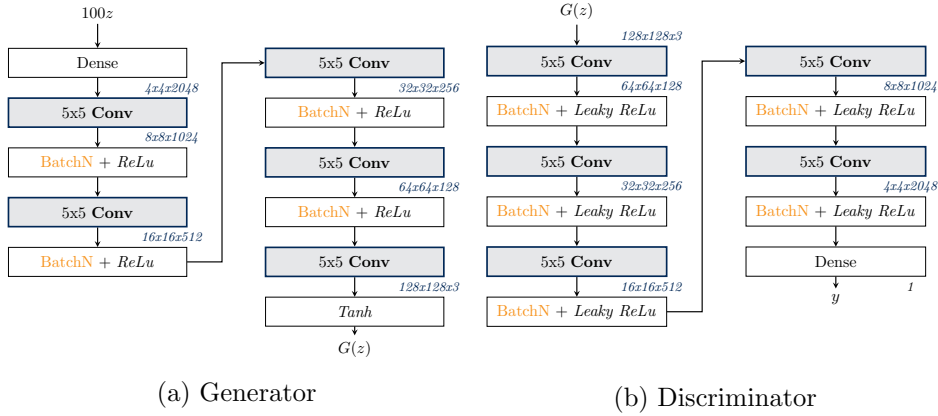 100z
Dense
4x4x2048
5x5 Conv
8x8x1024
BatchN + ReLu
5x5 Conv
16x16x512
BatchN + ReLu
5x5 Conv
32x32x256
BatchN + ReLu
5x5 Conv
64x64x128
BatchN + ReLu
5x5 Conv
128x128x3
Tanh
G(z)
(a) Generator
G(z)
128x128x3
5x5 Conv
64x64x128
BatchN + Leaky ReLu
5x5 Conv
32x32x256
BatchN + Leaky ReLu
5x5 Conv
16x16x512
BatchN + Leaky ReLu
5x5 Conv
8x8x1024
BatchN + Leaky ReLu
5x5 Conv
4x4x2048
BatchN + Leaky ReLu
Dense
y
1
(b) Discriminator